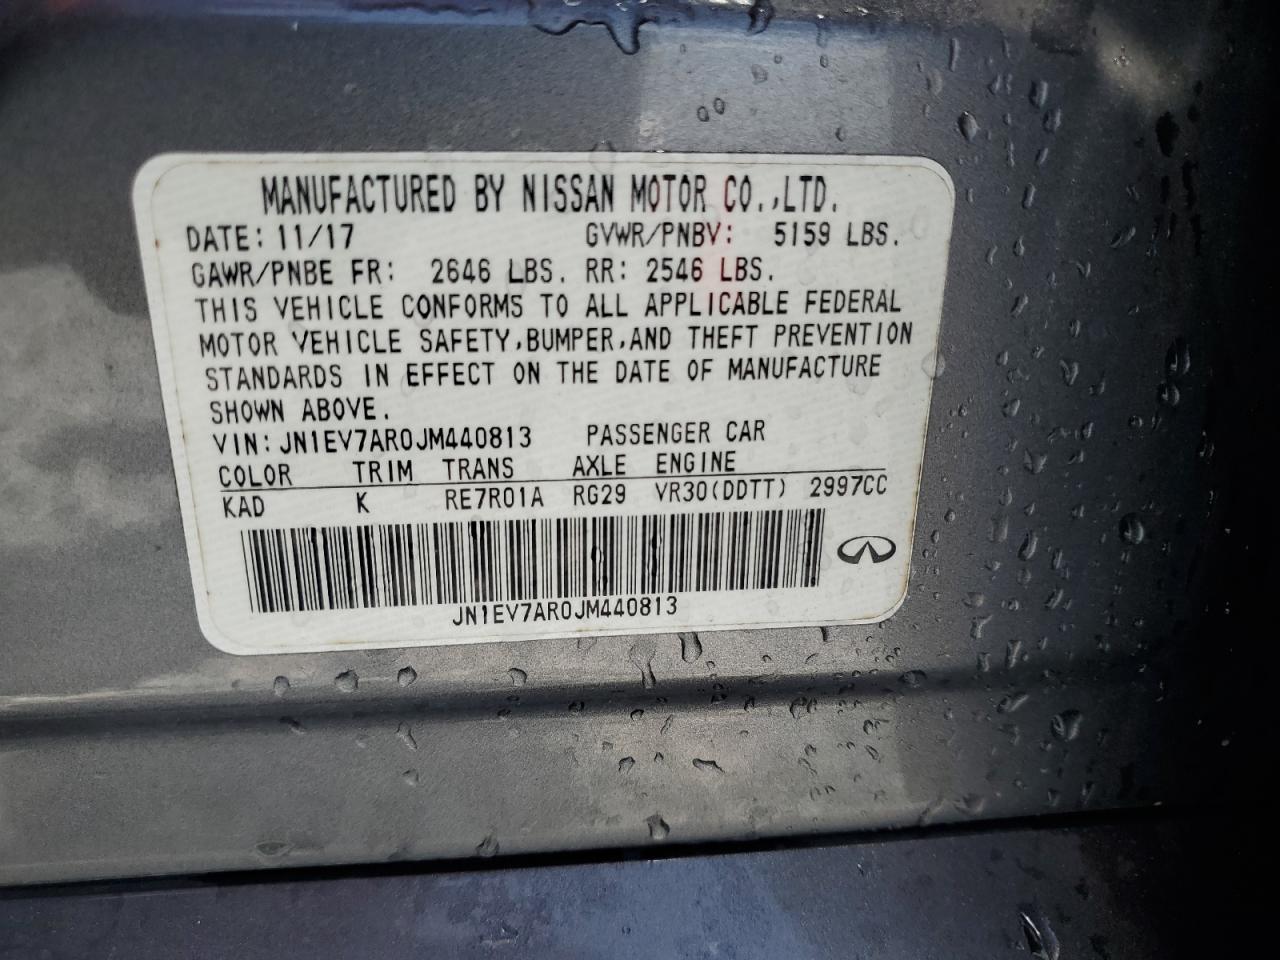 MANUFACTURED BY NISSAN MOTOR CO.,LTD.
DATE: 11/17 GVWR/PNBV: 5159 LBS.
GAWR/PNBE FR: 2646 LBS. RR: 2546 LBS.
THIS VEHICLE CONFORMS TO ALL APPLICABLE FEDERAL
MOTOR VEHICLE SAFETY,BUMPER,AND THEFT PREVENTION
STANDARDS IN EFFECT ON THE DATE OF MANUFACTURE
SHOWN ABOVE.
VIN: JN1EV7AR0JM440813 PASSENGER CAR
COLOR TRIM TRANS AXLE ENGINE
KAD K RE7R01A RG29 VR30(DDTT) 2997CC
JN1EV7AR0JM440813